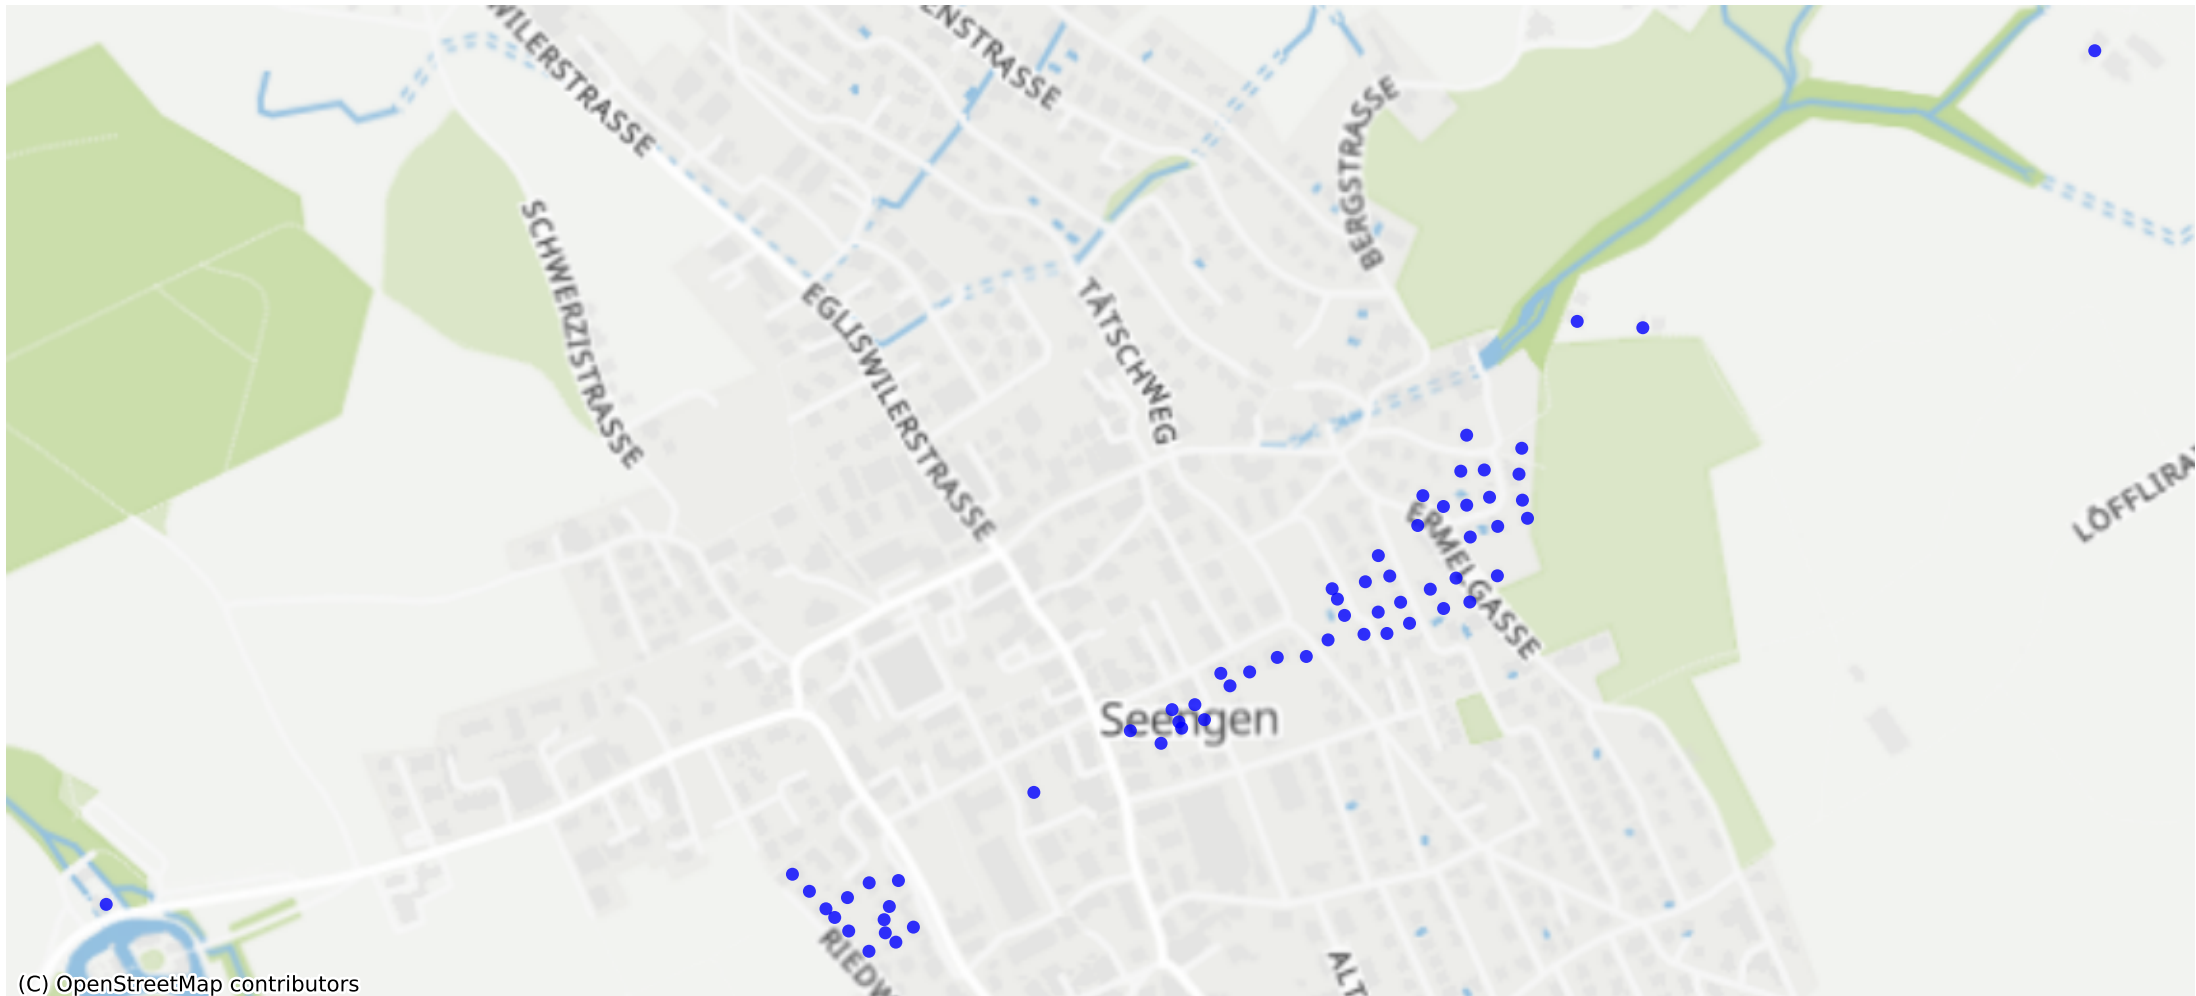 WILERSTRASSE
ENSTRASSE
BERGSTRASSE
SCHWERZISTRASSE
EGLISWILERSTRASSE
TÄTSCHWEG
LÖFFLIRA
ERMELGASSE
Seengen
RIEDW
ALT
(C) OpenStreetMap contributors